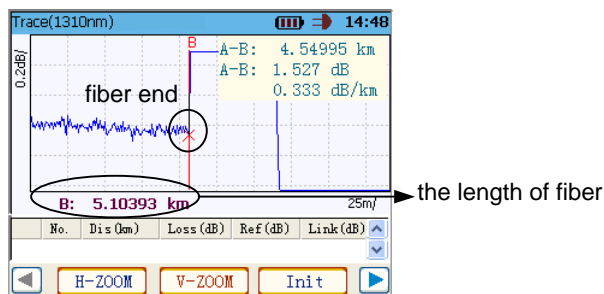 Trace(1310nm) 14:48
B
A-B: 4.54995 km
A-B: 1.527 dB
0.333 dB/km
0.2dB/
fiber end
B: 5.10393 km
25m/
the length of fiber
No. Dis(km) Loss(dB) Ref(dB) Link(dB)
H-ZOOM V-ZOOM Init